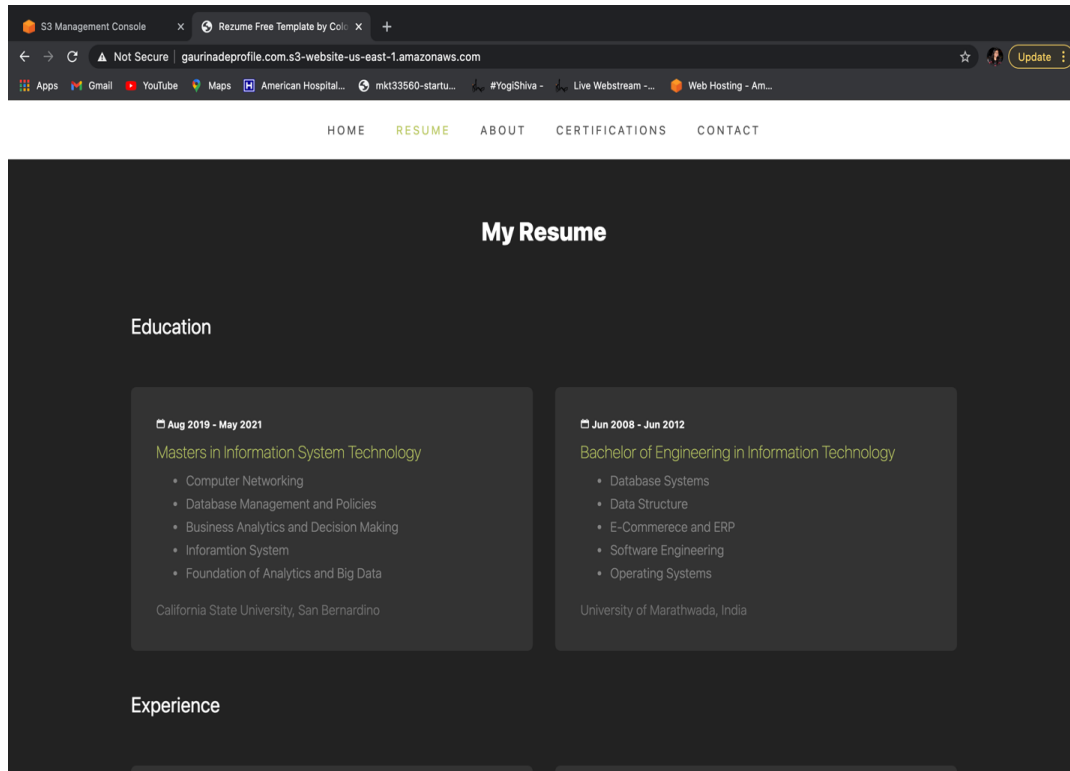 S3 Management Console
Rezume Free Template by Colo
Not Secure | gaurinadeprofile.com.s3-website-us-east-1.amazonaws.com
Update
Apps Gmail YouTube Maps American Hospital... mkt33560-startu... #YogiShiva - Live Webstream -... Web Hosting - Am...
HOME RESUME ABOUT CERTIFICATIONS CONTACT
My Resume
Education
Aug 2019 - May 2021
Masters in Information System Technology
• Computer Networking
• Database Management and Policies
• Business Analytics and Decision Making
• Inforamtion System
• Foundation of Analytics and Big Data
California State University, San Bernardino
Jun 2008 - Jun 2012
Bachelor of Engineering in Information Technology
• Database Systems
• Data Structure
• E-Commerece and ERP
• Software Engineering
• Operating Systems
University of Marathwada, India
Experience